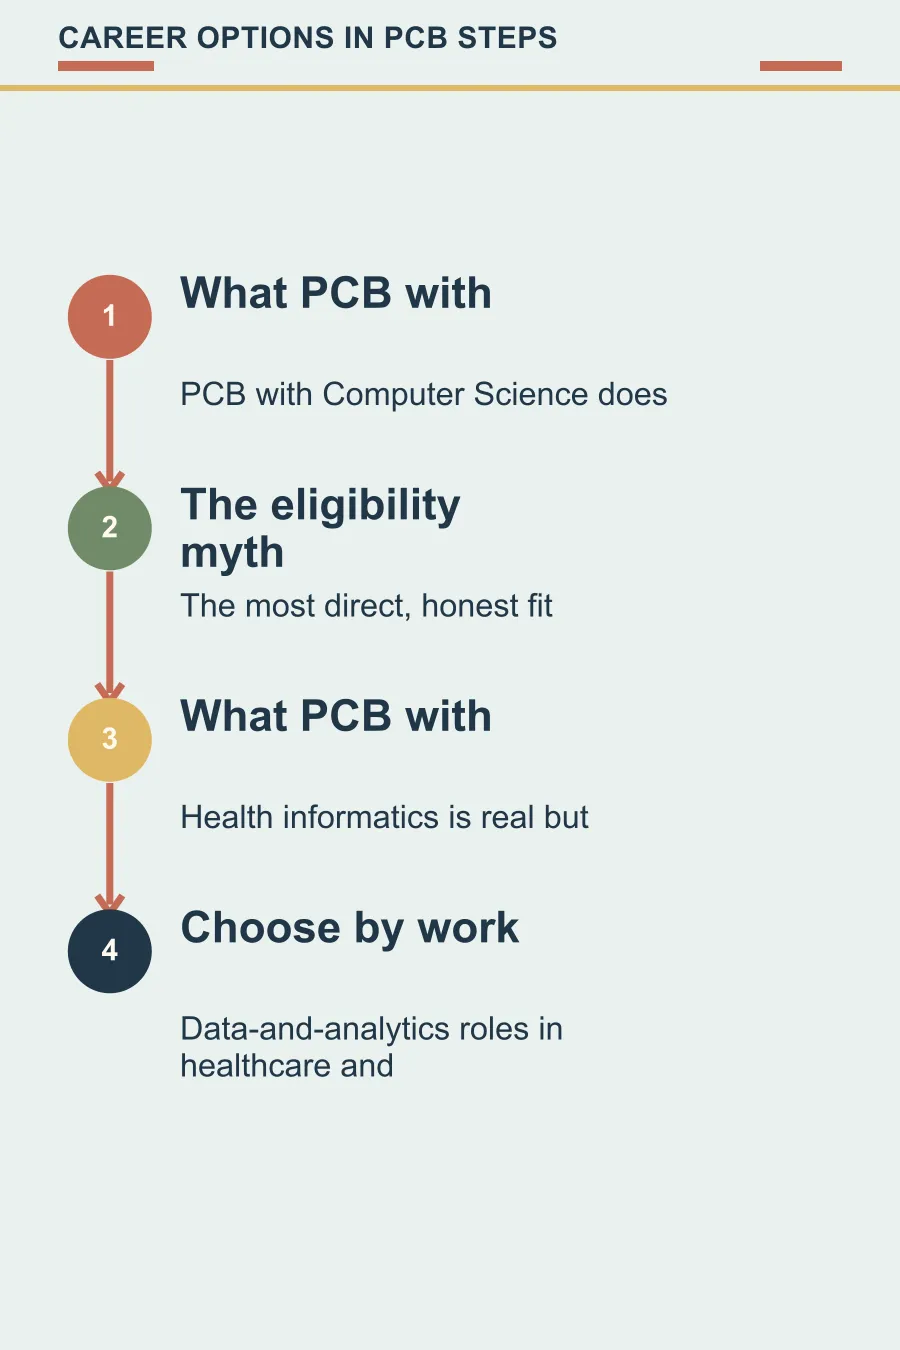 CAREER OPTIONS IN PCB STEPS
1
What PCB with
PCB with Computer Science does
2
The eligibility
myth
The most direct, honest fit
3
What PCB with
Health informatics is real but
4
Choose by work
Data-and-analytics roles in
healthcare and